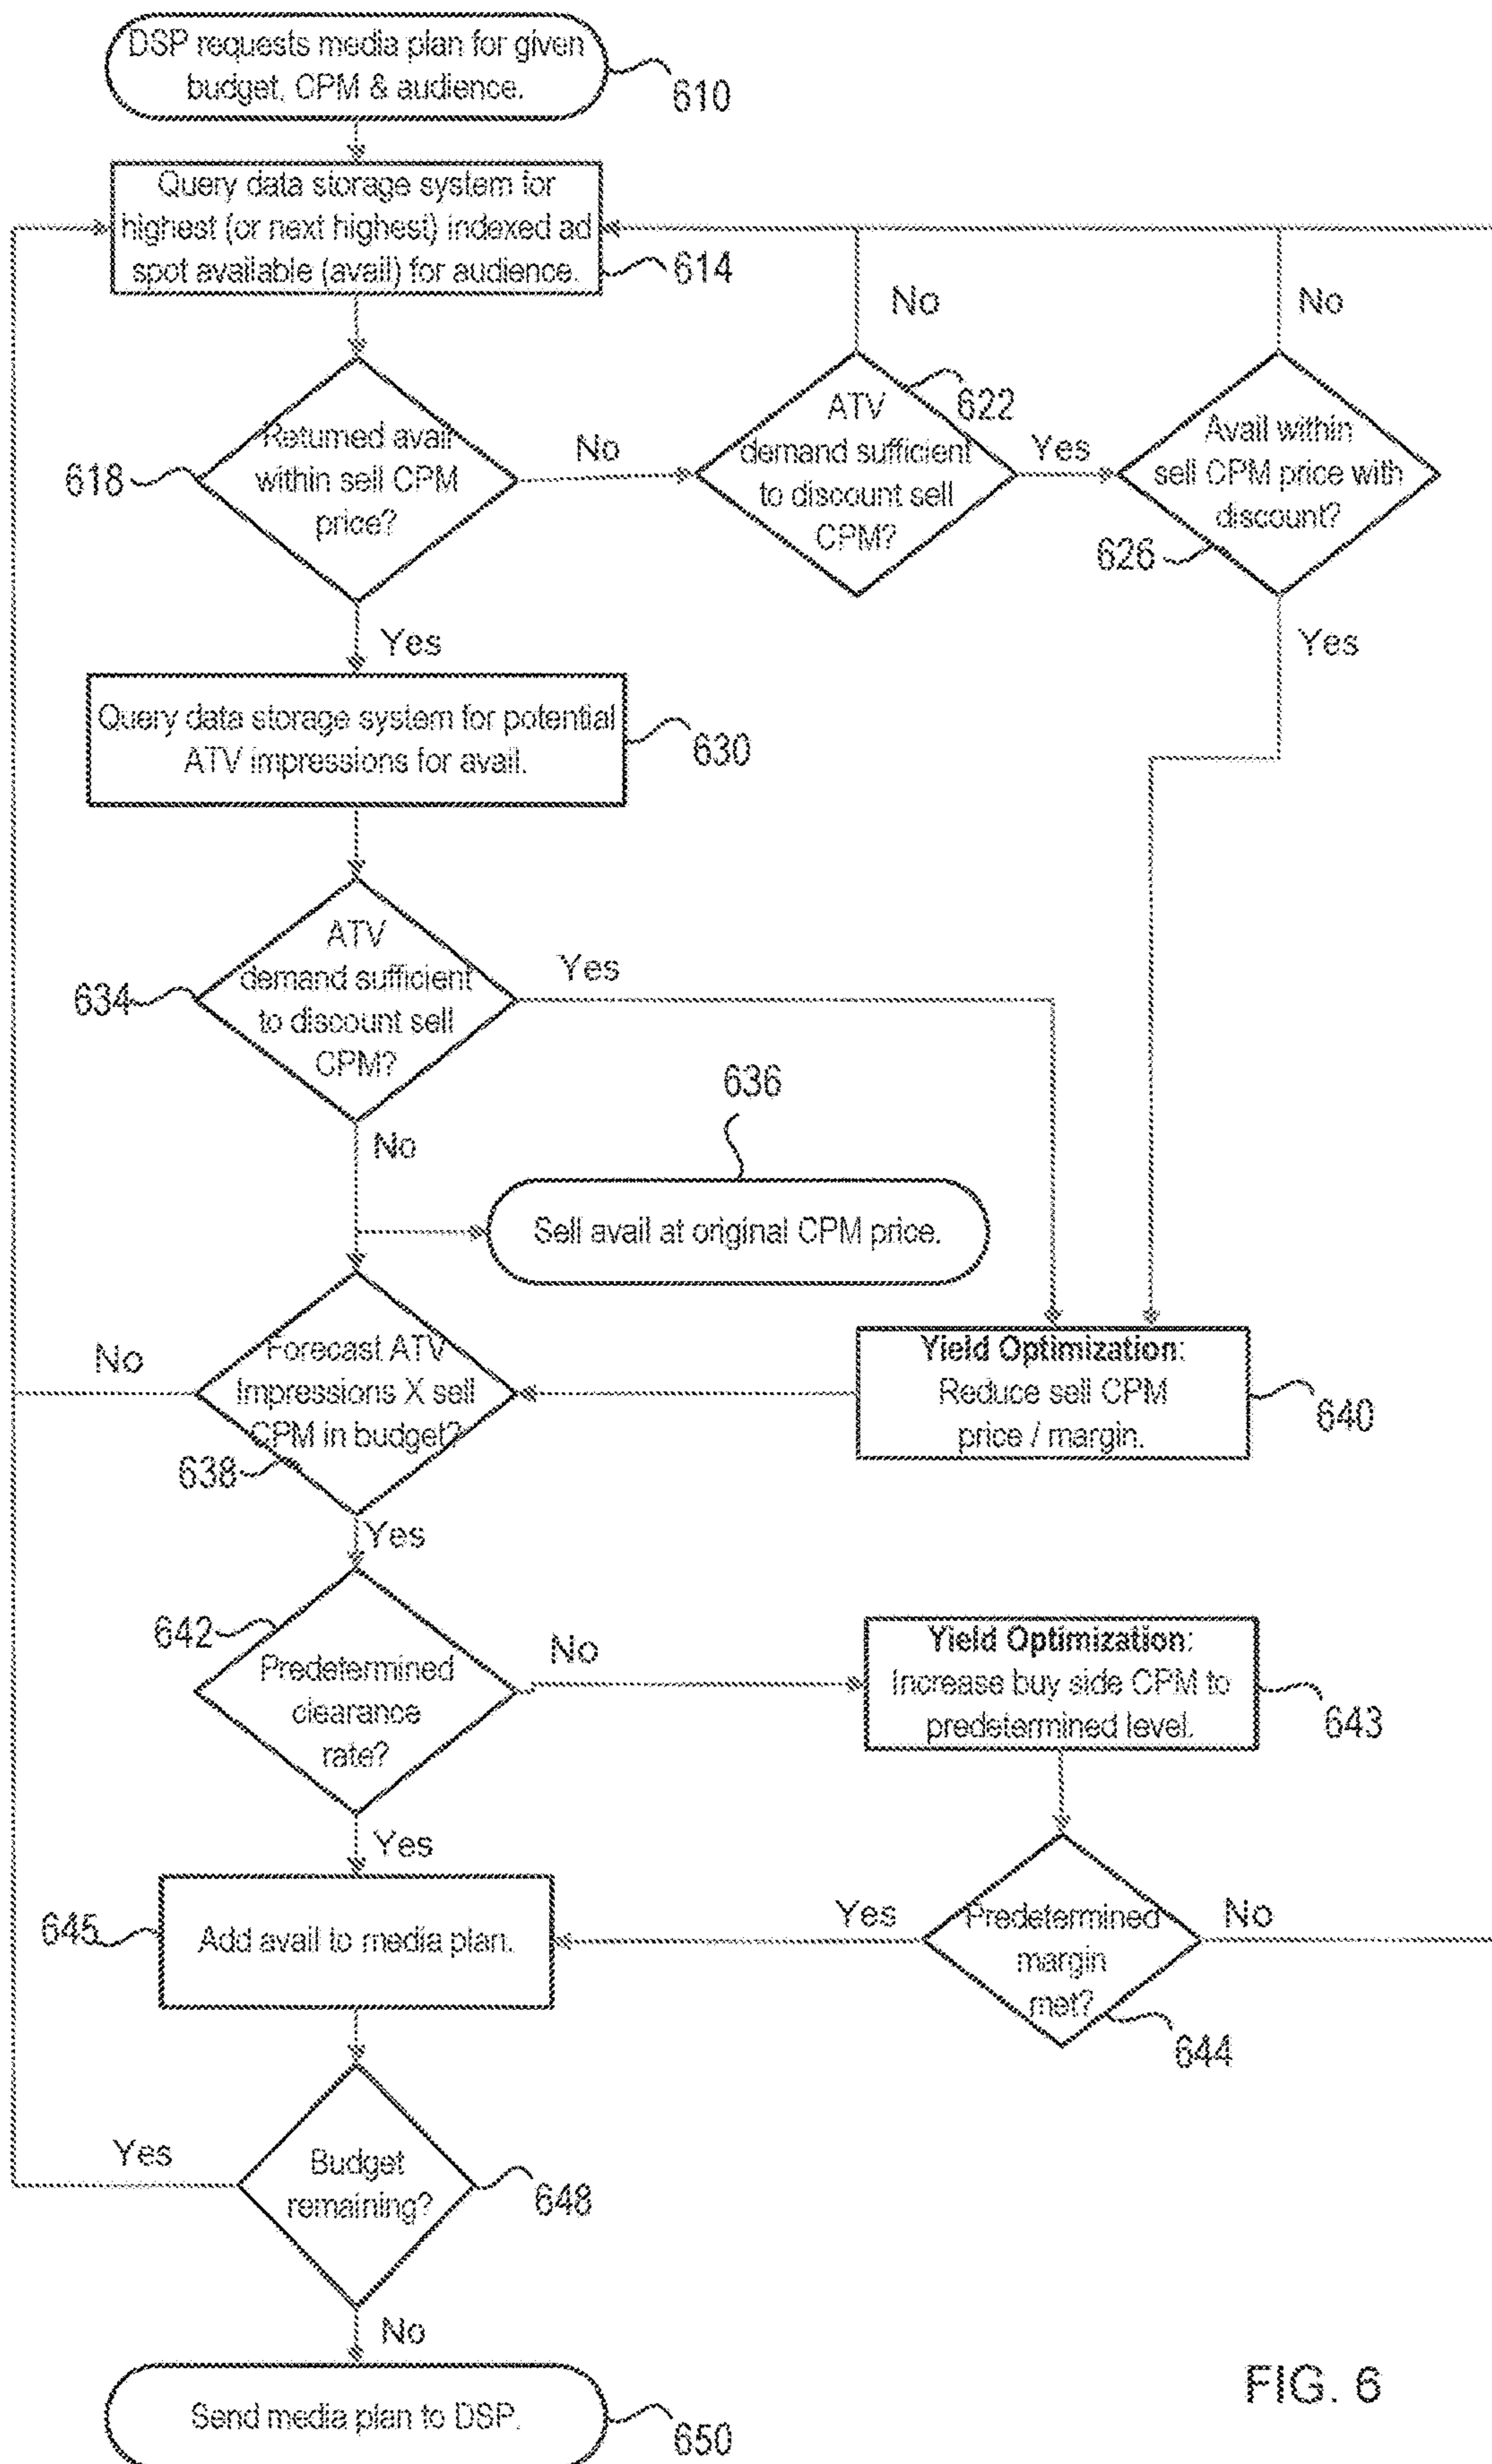 DSP requests media plan for given
budget, CPM & audience.
610
Query data storage system for
highest (or next highest) indexed ad
spot available (avail) for audience.
614
No
No
Returned avail
within sell CPM
price?
618
No
ATV
demand sufficient
to discount sell
CPM?
622
Yes
Avail within
sell CPM price with
discount?
626
Yes
Yes
Query data storage system for potential
ATV impressions for avail.
630
ATV
demand sufficient
to discount sell
CPM?
634
Yes
No
636
Sell avail at original CPM price.
No
Forecast ATV
Impressions X sell
CPM in budget?
638
Yield Optimization:
Reduce sell CPM
price / margin.
640
Yes
642
Predetermined
clearance
rate?
No
Yield Optimization:
Increase buy side CPM to
predetermined level.
643
Yes
645
Add avail to media plan.
Yes
Predetermined
margin
met?
No
644
Yes
Budget
remaining?
648
No
Send media plan to DSP.
650
FIG. 6